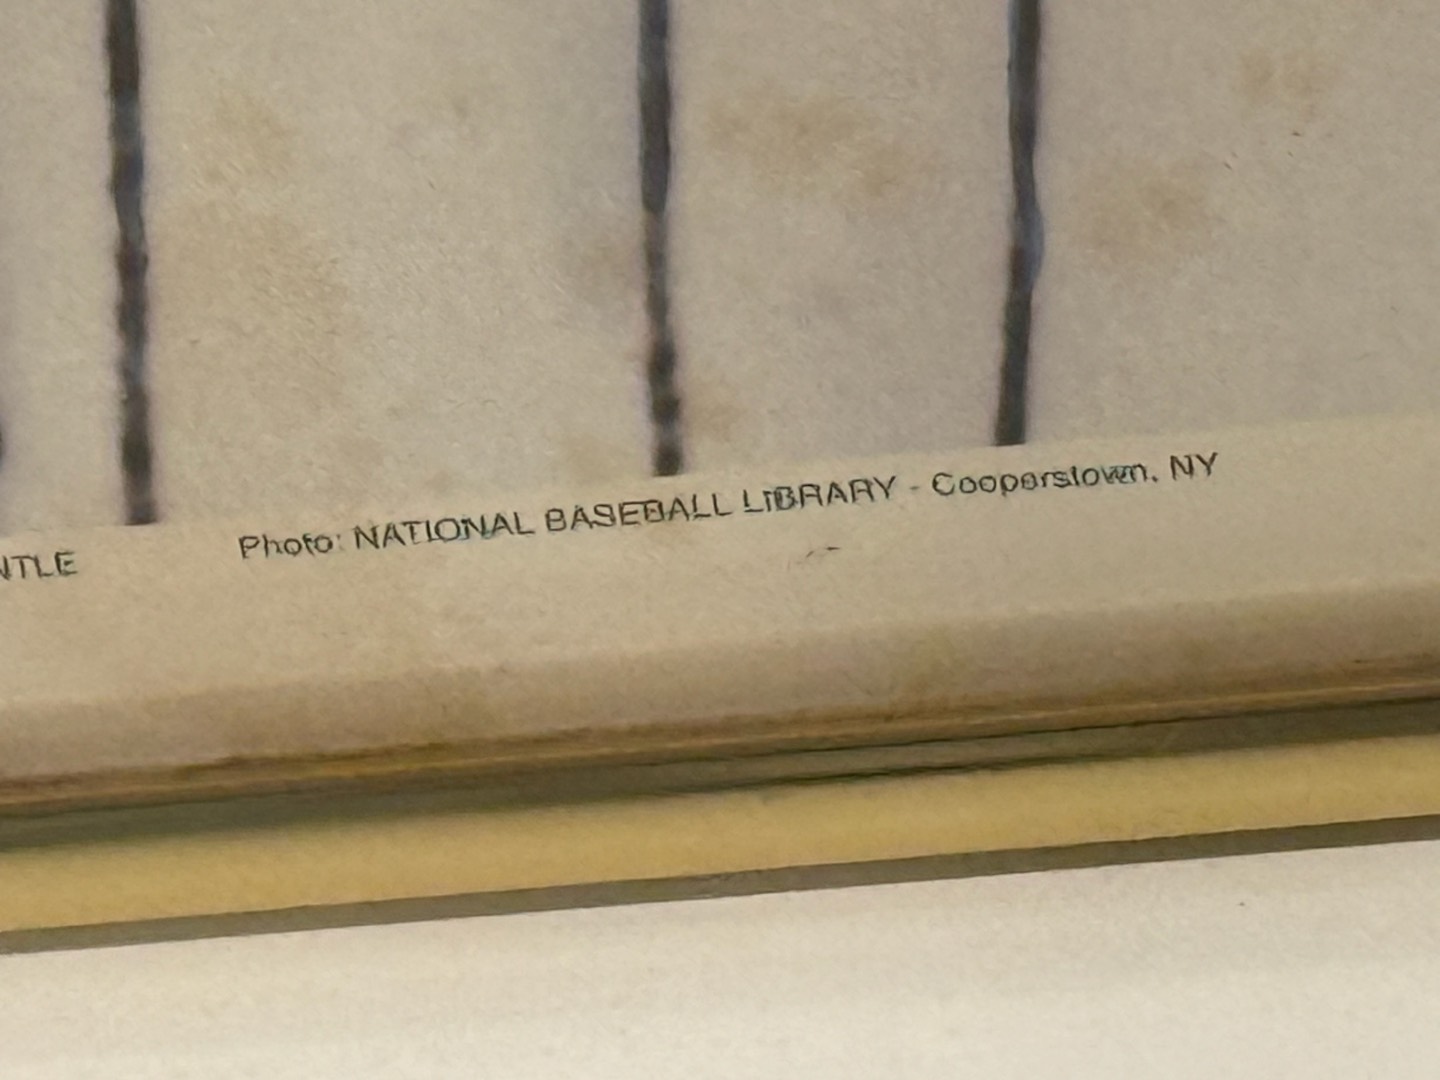 NTLE Photo: NATIONAL BASEBALL LIBRARY - Cooperstown, NY